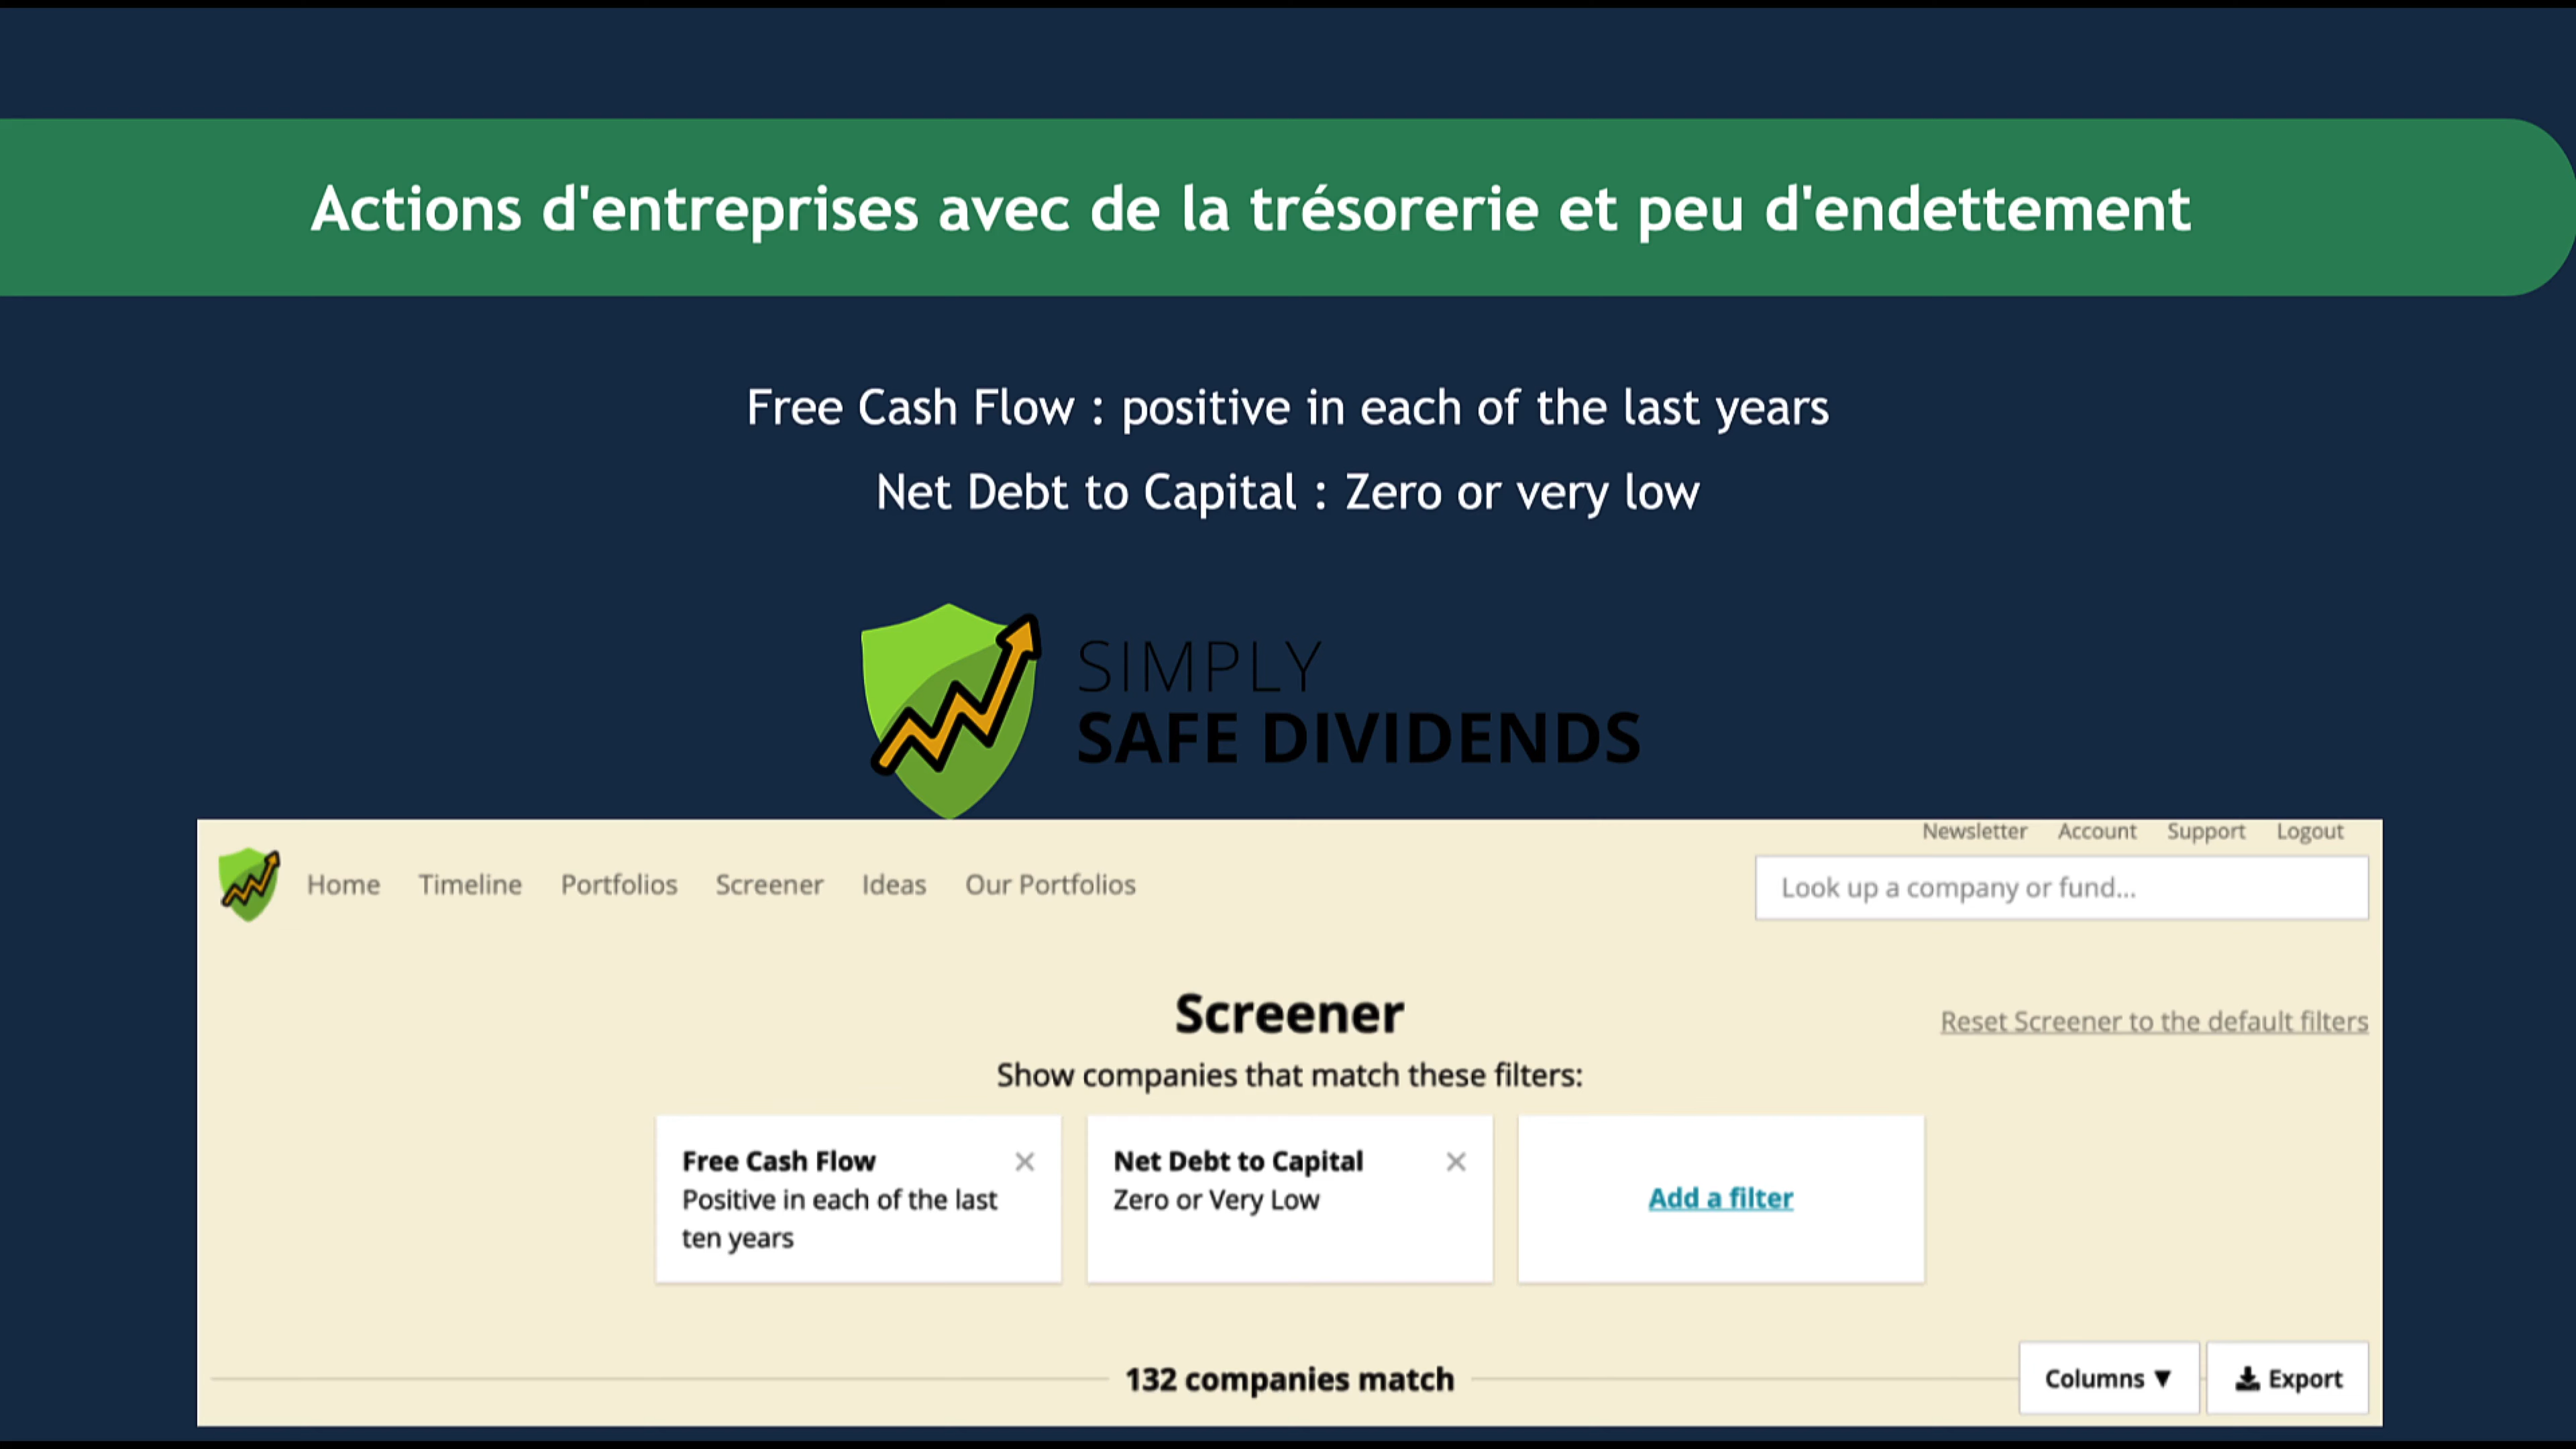 Actions d'entreprises avec de la trésorerie et peu d'endettement
Free Cash Flow : positive in each of the last years
Net Debt to Capital : Zero or very low
SIMPLY
SAFE DIVIDENDS
Newsletter Account Support Logout
Home Timeline Portfolios Screener Ideas Our Portfolios
Look up a company or fund...
Screener
Reset Screener to the default filters
Show companies that match these filters:
Free Cash Flow ×
Positive in each of the last
ten years
Net Debt to Capital ×
Zero or Very Low
Add a filter
132 companies match
Columns ▼
Export